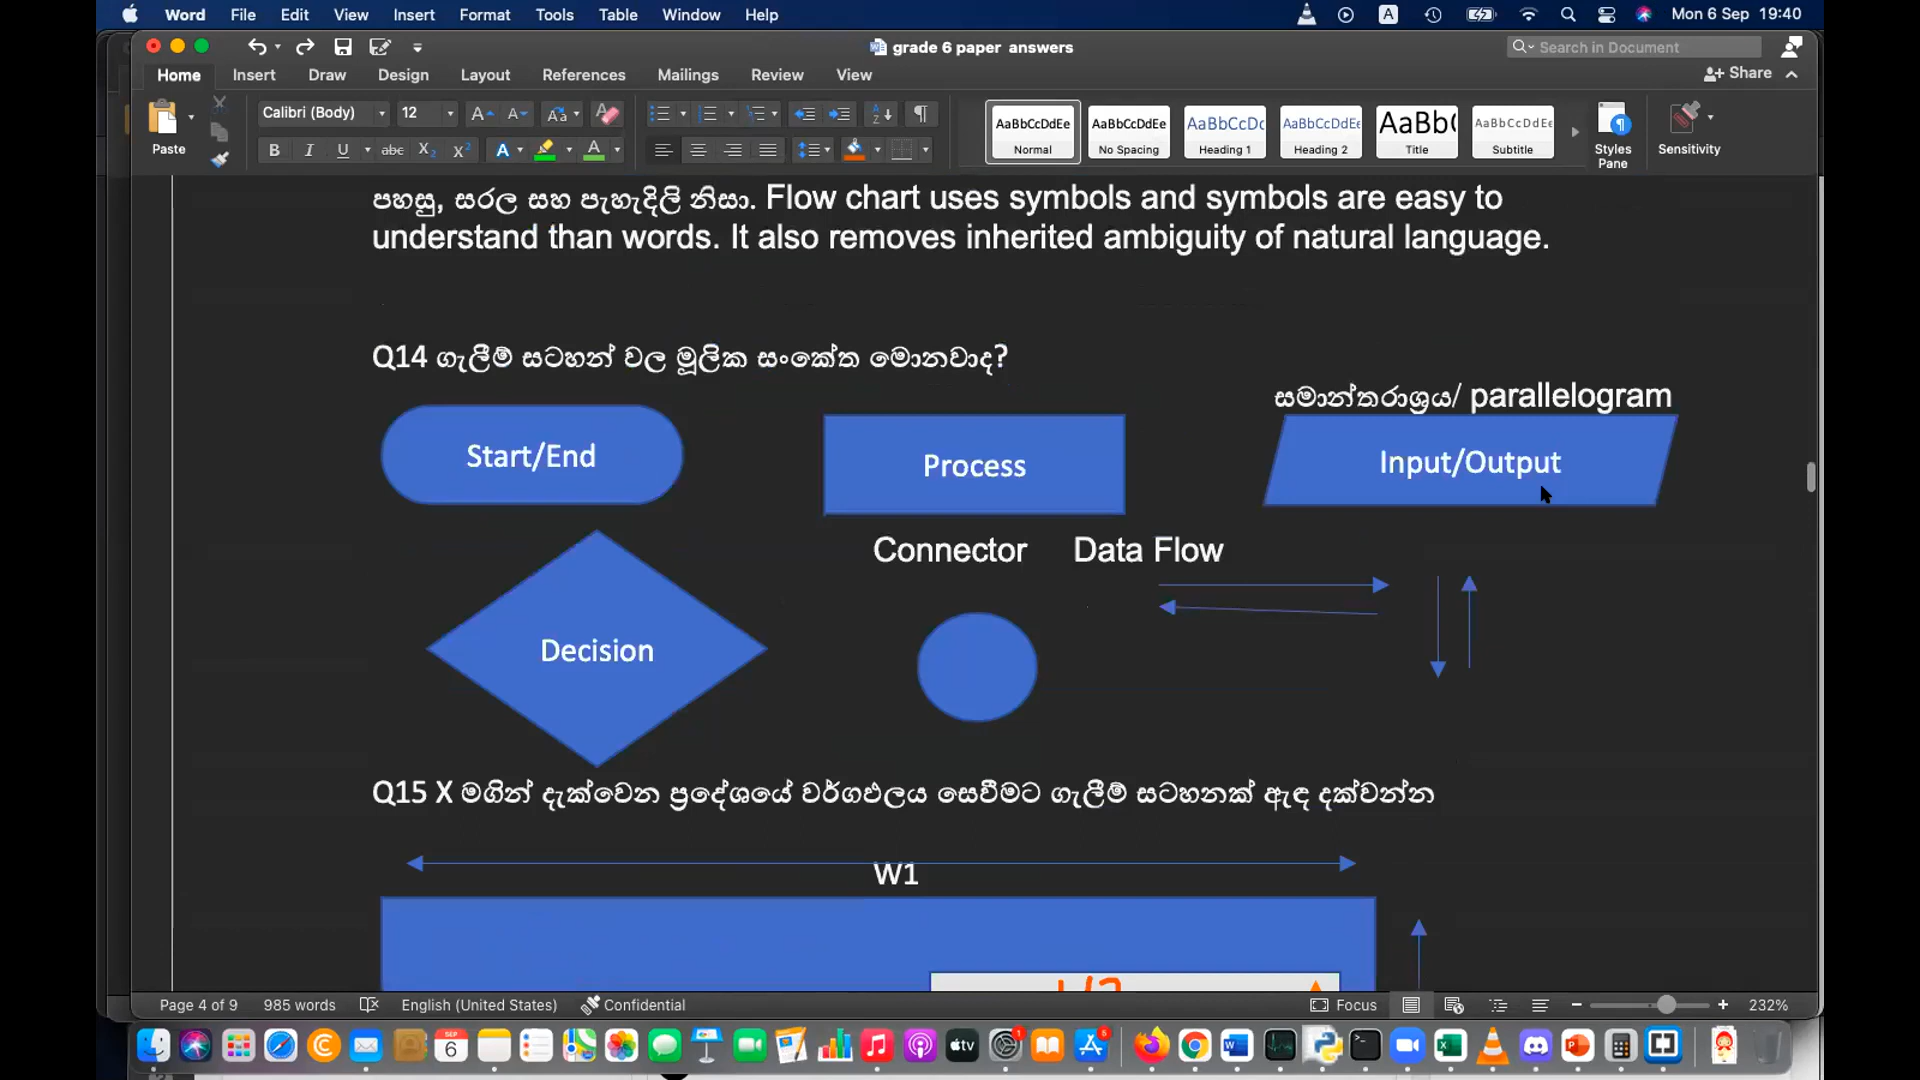 Word File Edit View Insert Format Tools Table Window Help
A Mon 6 Sep 19:40
grade 6 paper answers
Search in Document
Home Insert Draw Design Layout References Mailings Review View
Share
Calibri (Body) 12
Paste
AaBbCcDdEe AaBbCcDdEe AaBbCcDc AaBbCcDdEe AaBb( AaBbCcDdEe
Normal No Spacing Heading 1 Heading 2 Title Subtitle
Styles Pane
Sensitivity
පහසු, සරල සහ පැහැදිලි නිසා. Flow chart uses symbols and symbols are easy to
understand than words. It also removes inherited ambiguity of natural language.
Q14 ගැලීම් සටහන් වල මූලික සංකේත මොනවාද?
සමාන්තරාශ්‍රය/ parallelogram
Start/End
Process
Input/Output
Connector
Data Flow
Decision
Q15 X මගින් දැක්වෙන ප්‍රදේශයේ වර්ගඵලය සෙවීමට ගැලීම් සටහනක් ඇඳ දක්වන්න
W1
Page 4 of 9 985 words English (United States) Confidential
Focus 232%
SEP
6
tv